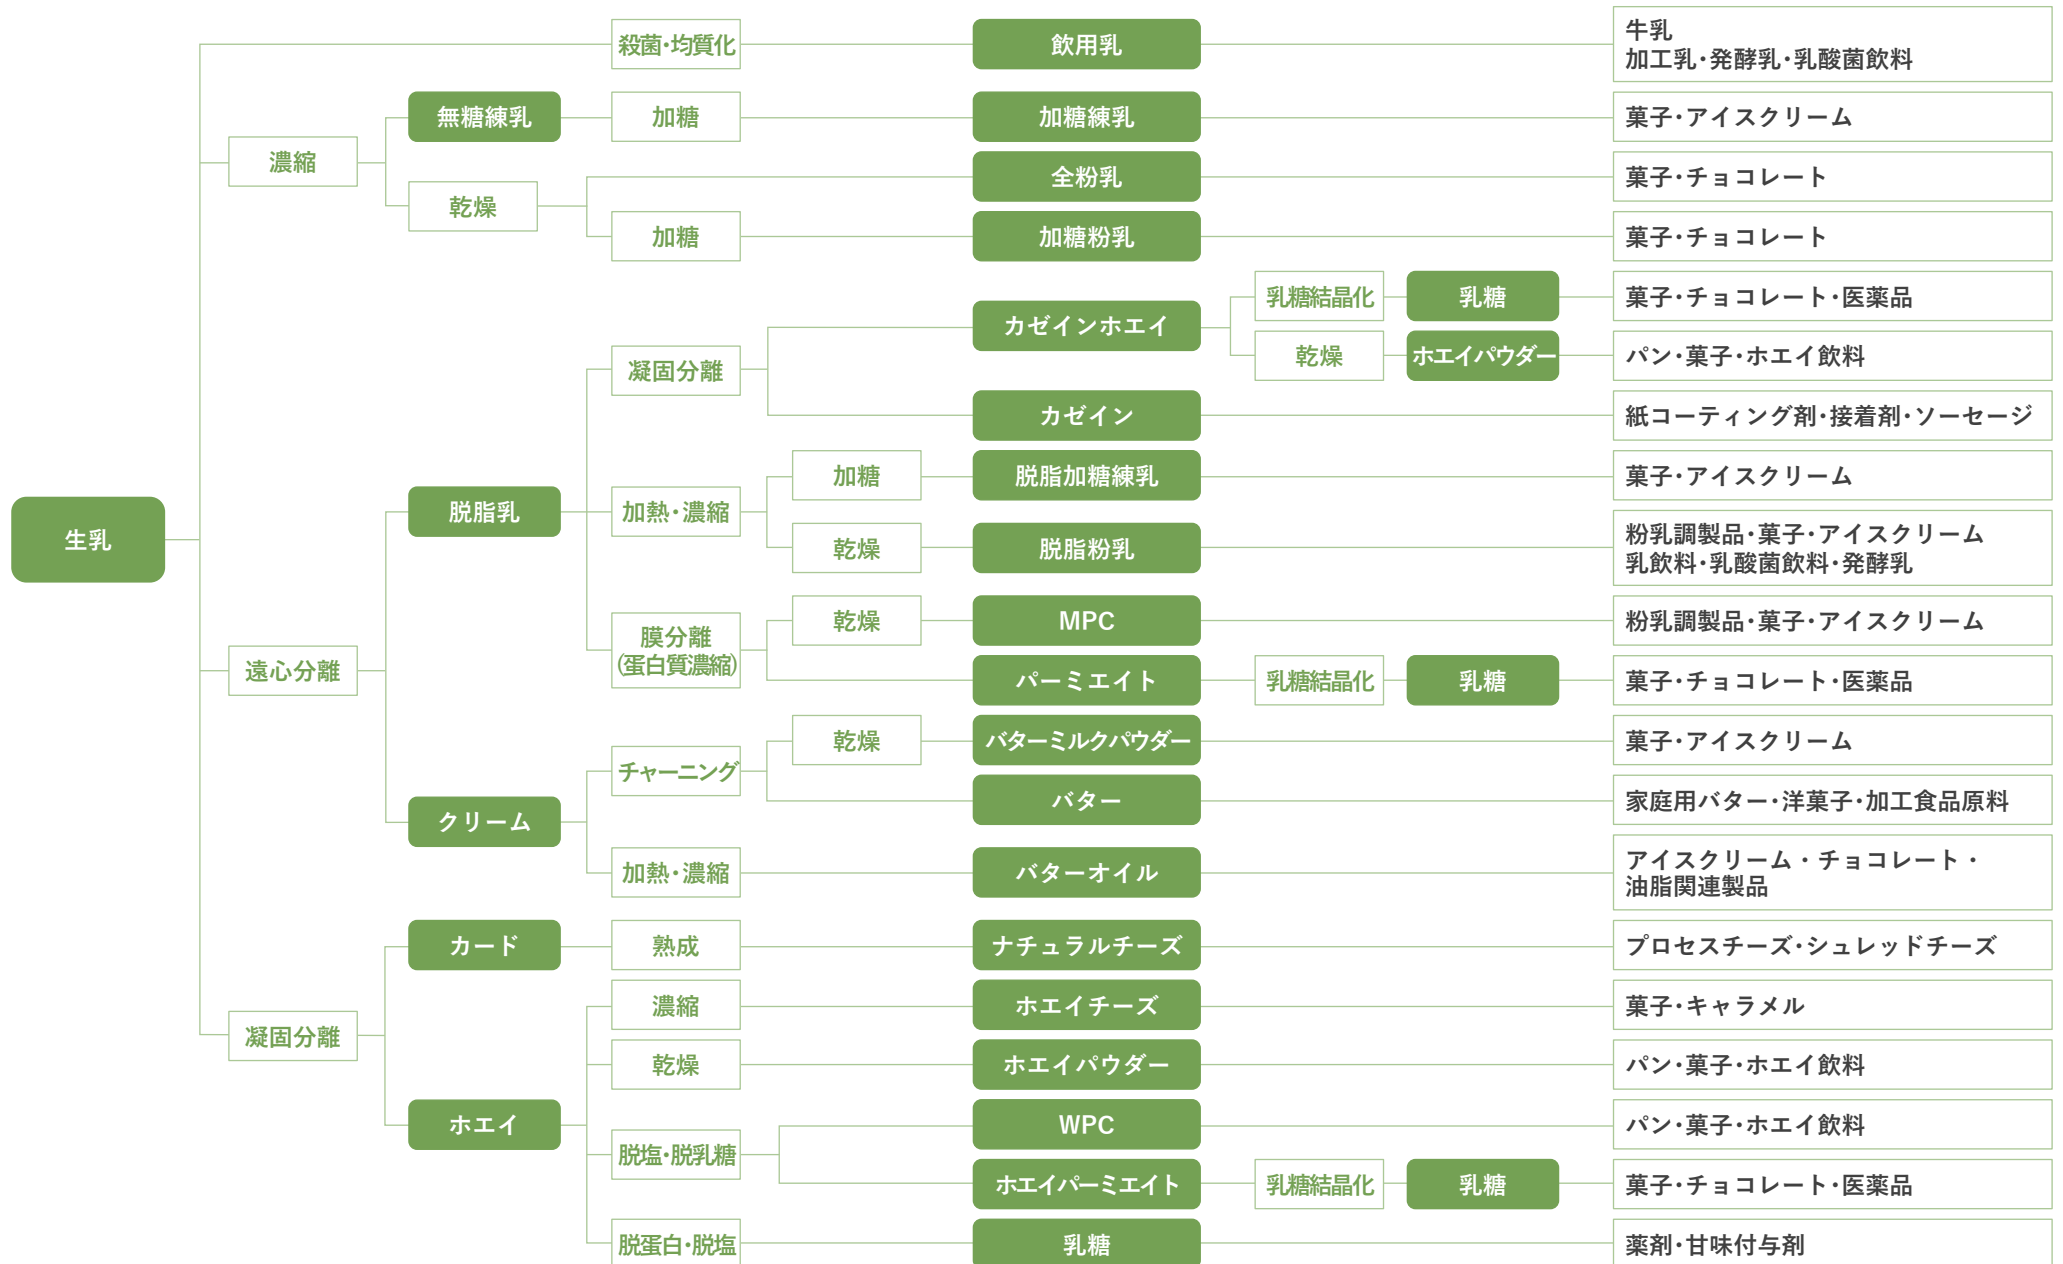 殺菌・均質化
飲用乳
牛乳
加工乳・発酵乳・乳酸菌飲料
無糖練乳
加糖
加糖練乳
菓子・アイスクリーム
濃縮
全粉乳
菓子・チョコレート
乾燥
加糖
加糖粉乳
菓子・チョコレート
カゼインホエイ
乳糖結晶化
乳糖
菓子・チョコレート・医薬品
乾燥
ホエイパウダー
パン・菓子・ホエイ飲料
凝固分離
カゼイン
紙コーティング剤・接着剤・ソーセージ
加糖
脱脂加糖練乳
菓子・アイスクリーム
生乳
脱脂乳
加熱・濃縮
乾燥
脱脂粉乳
粉乳調製品・菓子・アイスクリーム
乳飲料・乳酸菌飲料・発酵乳
膜分離
(蛋白質濃縮)
乾燥
MPC
粉乳調製品・菓子・アイスクリーム
遠心分離
パーミエイト
乳糖結晶化
乳糖
菓子・チョコレート・医薬品
チャーニング
乾燥
バターミルクパウダー
菓子・アイスクリーム
バター
家庭用バター・洋菓子・加工食品原料
クリーム
加熱・濃縮
バターオイル
アイスクリーム・チョコレート・
油脂関連製品
カード
熟成
ナチュラルチーズ
プロセスチーズ・シュレッドチーズ
凝固分離
濃縮
ホエイチーズ
菓子・キャラメル
乾燥
ホエイパウダー
パン・菓子・ホエイ飲料
ホエイ
脱塩・脱乳糖
WPC
パン・菓子・ホエイ飲料
ホエイパーミエイト
乳糖結晶化
乳糖
菓子・チョコレート・医薬品
脱蛋白・脱塩
乳糖
薬剤・甘味付与剤